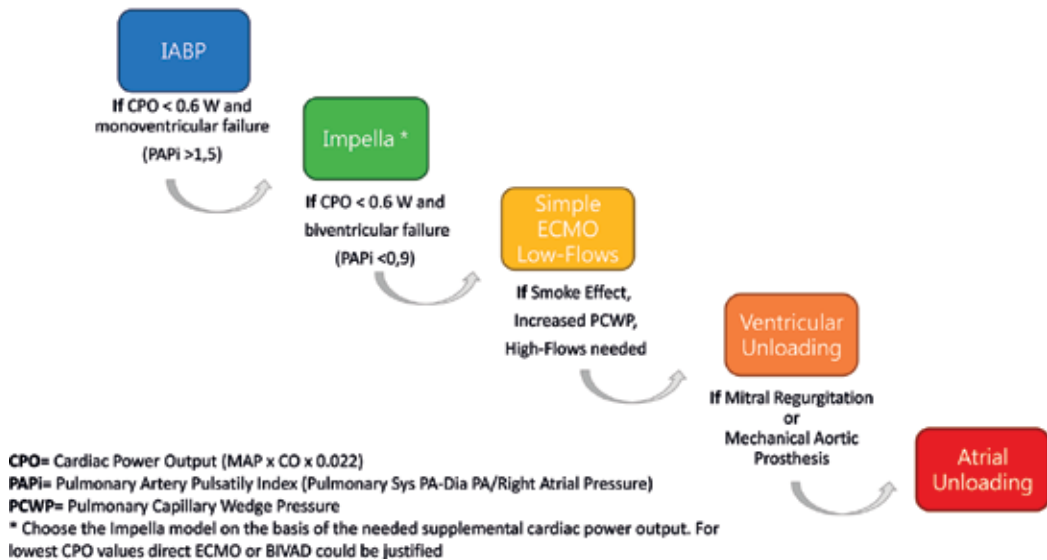 IABP
If CPO < 0.6 W and
monoventricular failure
(PAPi >1,5)
Impella *
If CPO < 0.6 W and
biventricular failure
(PAPi <0,9)
Simple
ECMO
Low-Flows
If Smoke Effect,
Increased PCWP,
High-Flows needed
Ventricular
Unloading
If Mitral Regurgitation
or
Mechanical Aortic
Prosthesis
Atrial
Unloading
CPO= Cardiac Power Output (MAP x CO x 0.022)
PAPi= Pulmonary Artery Pulsatily Index (Pulmonary Sys PA-Dia PA/Right Atrial Pressure)
PCWP= Pulmonary Capillary Wedge Pressure
* Choose the Impella model on the basis of the needed supplemental cardiac power output. For
lowest CPO values direct ECMO or BIVAD could be justified